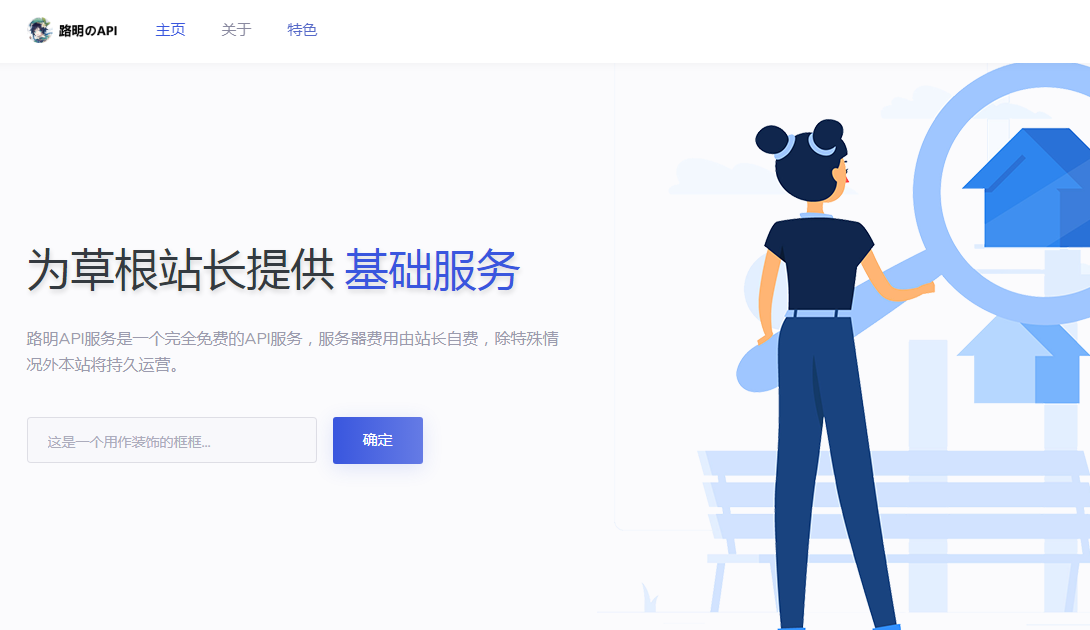 路明のAPI 主页 关于 特色
为草根站长提供 基础服务
路明API服务是一个完全免费的API服务，服务器费用由站长自费，除特殊情
况外本站将持久运营。
这是一个用作装饰的框框... 确定